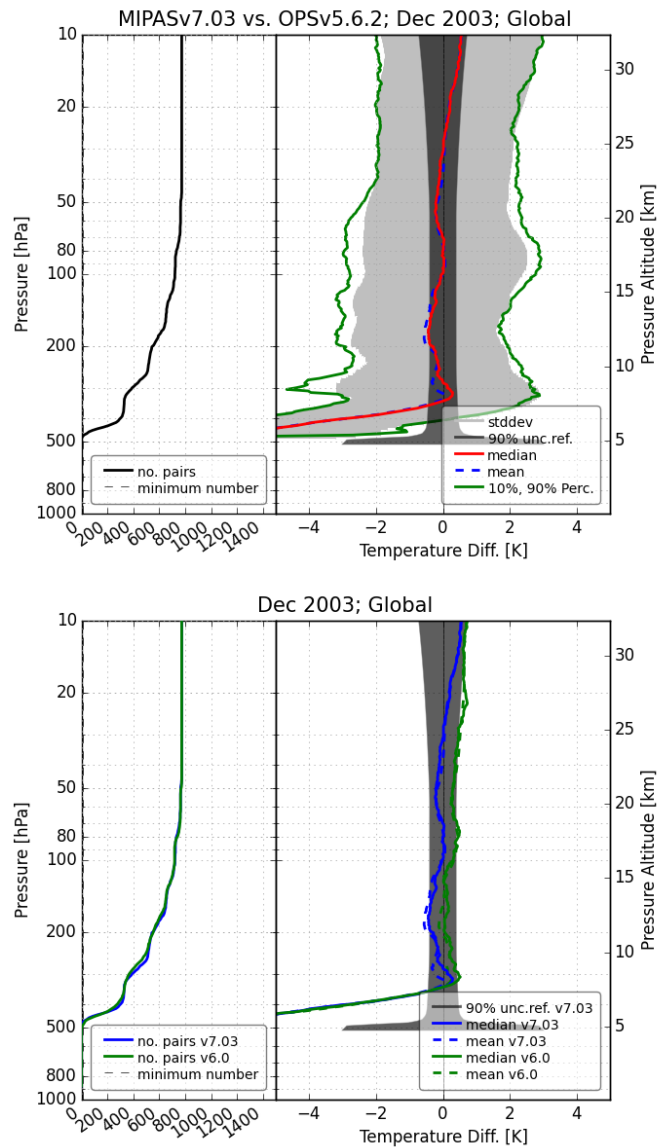 MIPASv7.03 vs. OPSv5.6.2; Dec 2003; Global
10
20
50
80
100
200
500
800
1000
Pressure [hPa]
0
200
400
600
800
1000
1200
1400
no. pairs
minimum number
30
25
20
15
10
5
Pressure Altitude [km]
−4
−2
0
2
4
Temperature Diff. [K]
stddev
90% unc.ref.
median
mean
10%, 90% Perc.
Dec 2003; Global
10
20
50
80
100
200
500
800
1000
Pressure [hPa]
0
200
400
600
800
1000
1200
1400
no. pairs v7.03
no. pairs v6.0
minimum number
30
25
20
15
10
5
Pressure Altitude [km]
−4
−2
0
2
4
Temperature Diff. [K]
90% unc.ref. v7.03
median v7.03
mean v7.03
median v6.0
mean v6.0